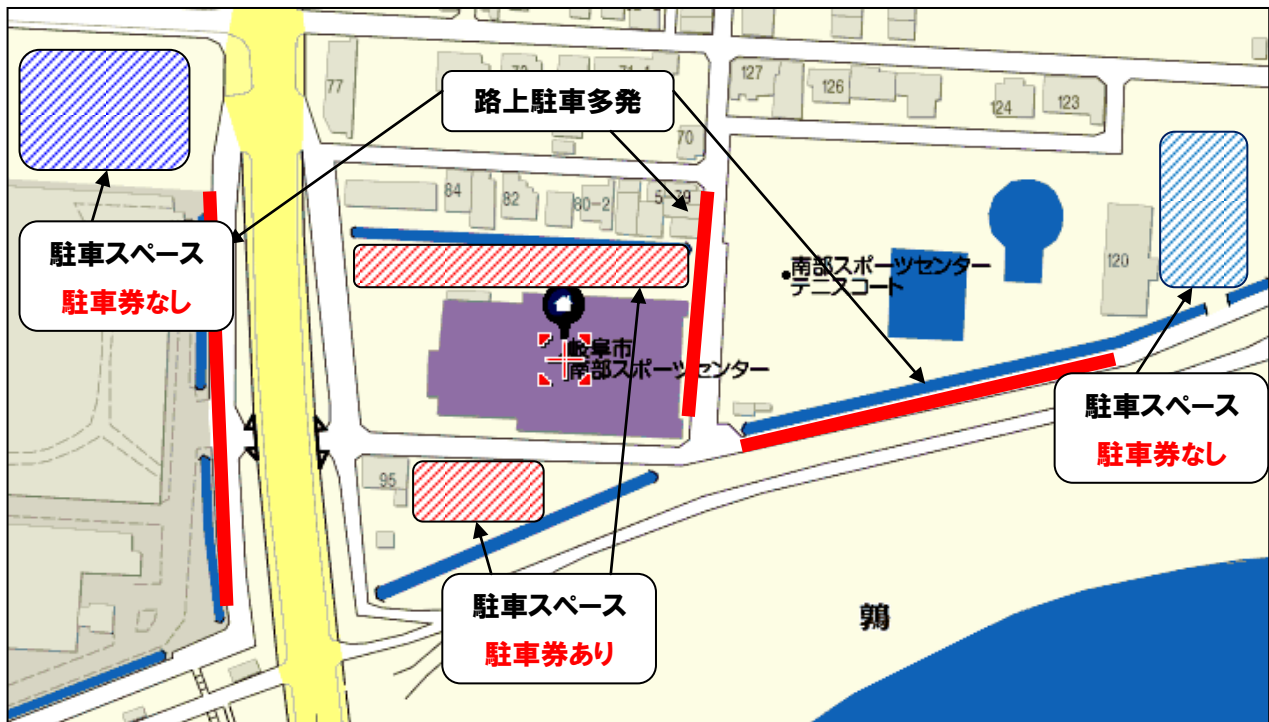 77
路上駐車多発
127
126
124
123
70
駐車スペース
駐車券なし
84
82
80-2
南部スポーツセンター
テニスコート
120
岐阜市
南部スポーツセンター
駐車スペース
駐車券なし
95
駐車スペース
駐車券あり
鶉